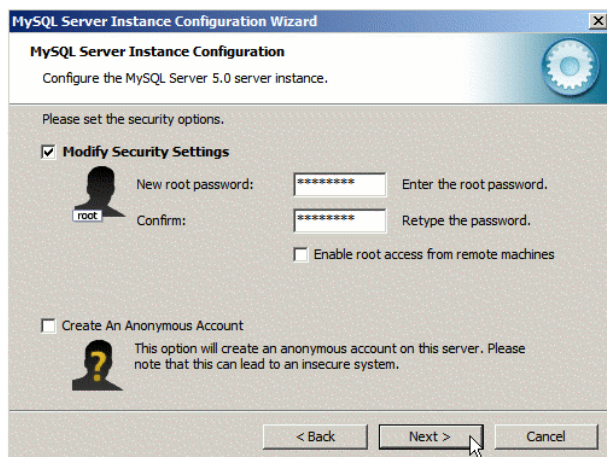 MySQL Server Instance Configuration Wizard
MySQL Server Instance Configuration
Configure the MySQL Server 5.0 server instance.
Please set the security options.
Modify Security Settings
New root password: ******** Enter the root password.
root
Confirm: ******** Retype the password.
Enable root access from remote machines
Create An Anonymous Account
This option will create an anonymous account on this server. Please
note that this can lead to an insecure system.
< Back Next > Cancel